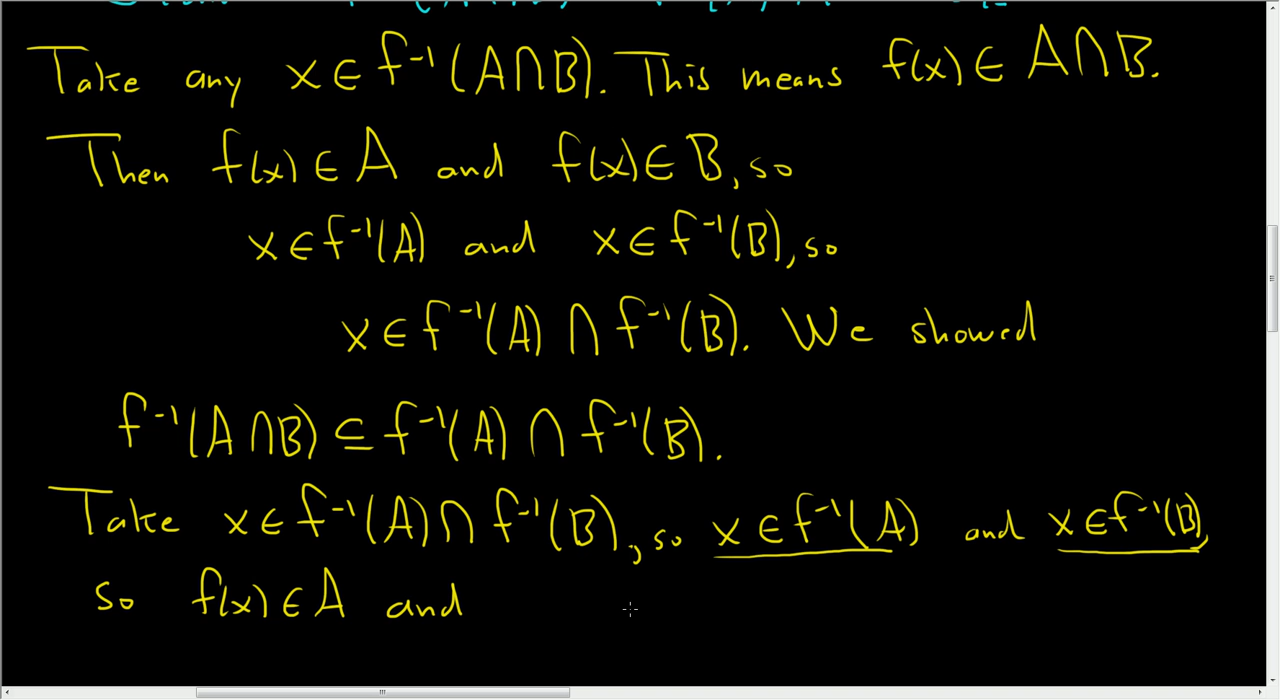 Take any x ∈ f⁻¹(A∩B). This means f(x) ∈ A∩B.
Then f(x) ∈ A and f(x) ∈ B, so
x ∈ f⁻¹(A) and x ∈ f⁻¹(B), so
x ∈ f⁻¹(A) ∩ f⁻¹(B). We showed
f⁻¹(A∩B) ⊆ f⁻¹(A) ∩ f⁻¹(B).
Take x ∈ f⁻¹(A) ∩ f⁻¹(B), so x ∈ f⁻¹(A) and x ∈ f⁻¹(B),
so f(x) ∈ A and